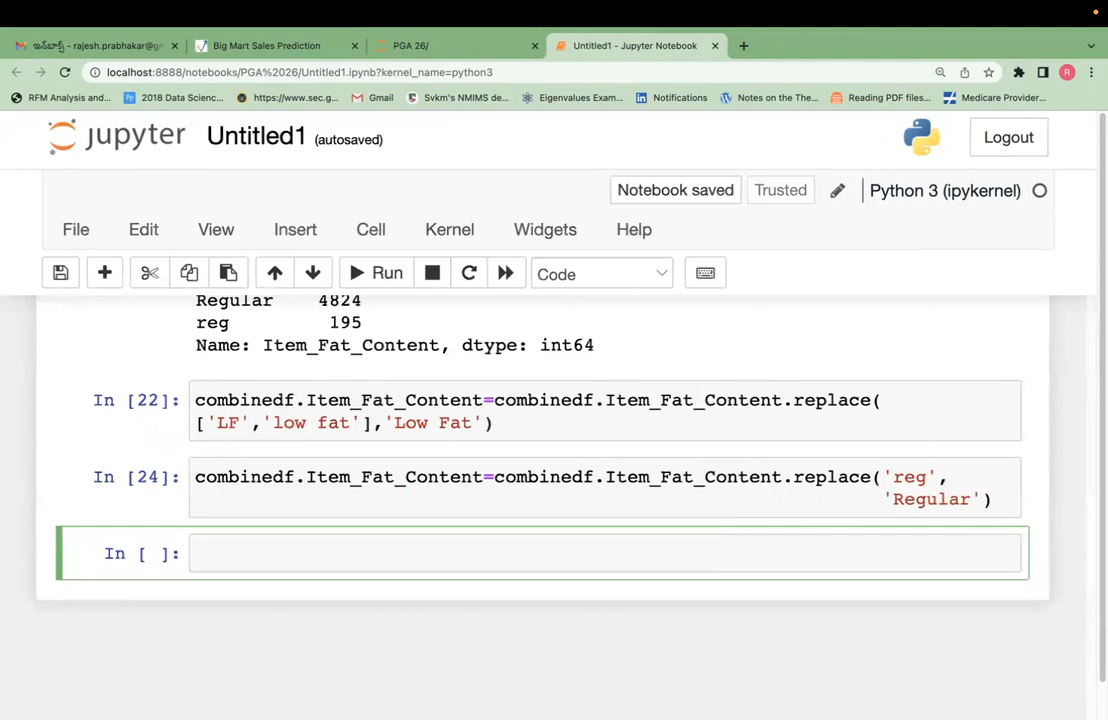 ఇన్‌బాక్స్ - rajesh.prabhakar@gm
Big Mart Sales Prediction
PGA 26/
Untitled1 - Jupyter Notebook
localhost:8888/notebooks/PGA%2026/Untitled1.ipynb?kernel_name=python3
R
RFM Analysis and...
2018 Data Scienc...
https://www.sec.g...
Gmail
Svkm's NMIMS de...
Eigenvalues Exam...
Notifications
Notes on the The...
Reading PDF files...
Medicare Provider...
jupyter Untitled1 (autosaved)
Logout
Notebook saved Trusted Python 3 (ipykernel)
File Edit View Insert Cell Kernel Widgets Help
Run Code
Regular 4824
reg 195
Name: Item_Fat_Content, dtype: int64
In [22]: combinedf.Item_Fat_Content=combinedf.Item_Fat_Content.replace(
['LF','low fat'],'Low Fat')
In [24]: combinedf.Item_Fat_Content=combinedf.Item_Fat_Content.replace('reg',
'Regular')
In [ ]: